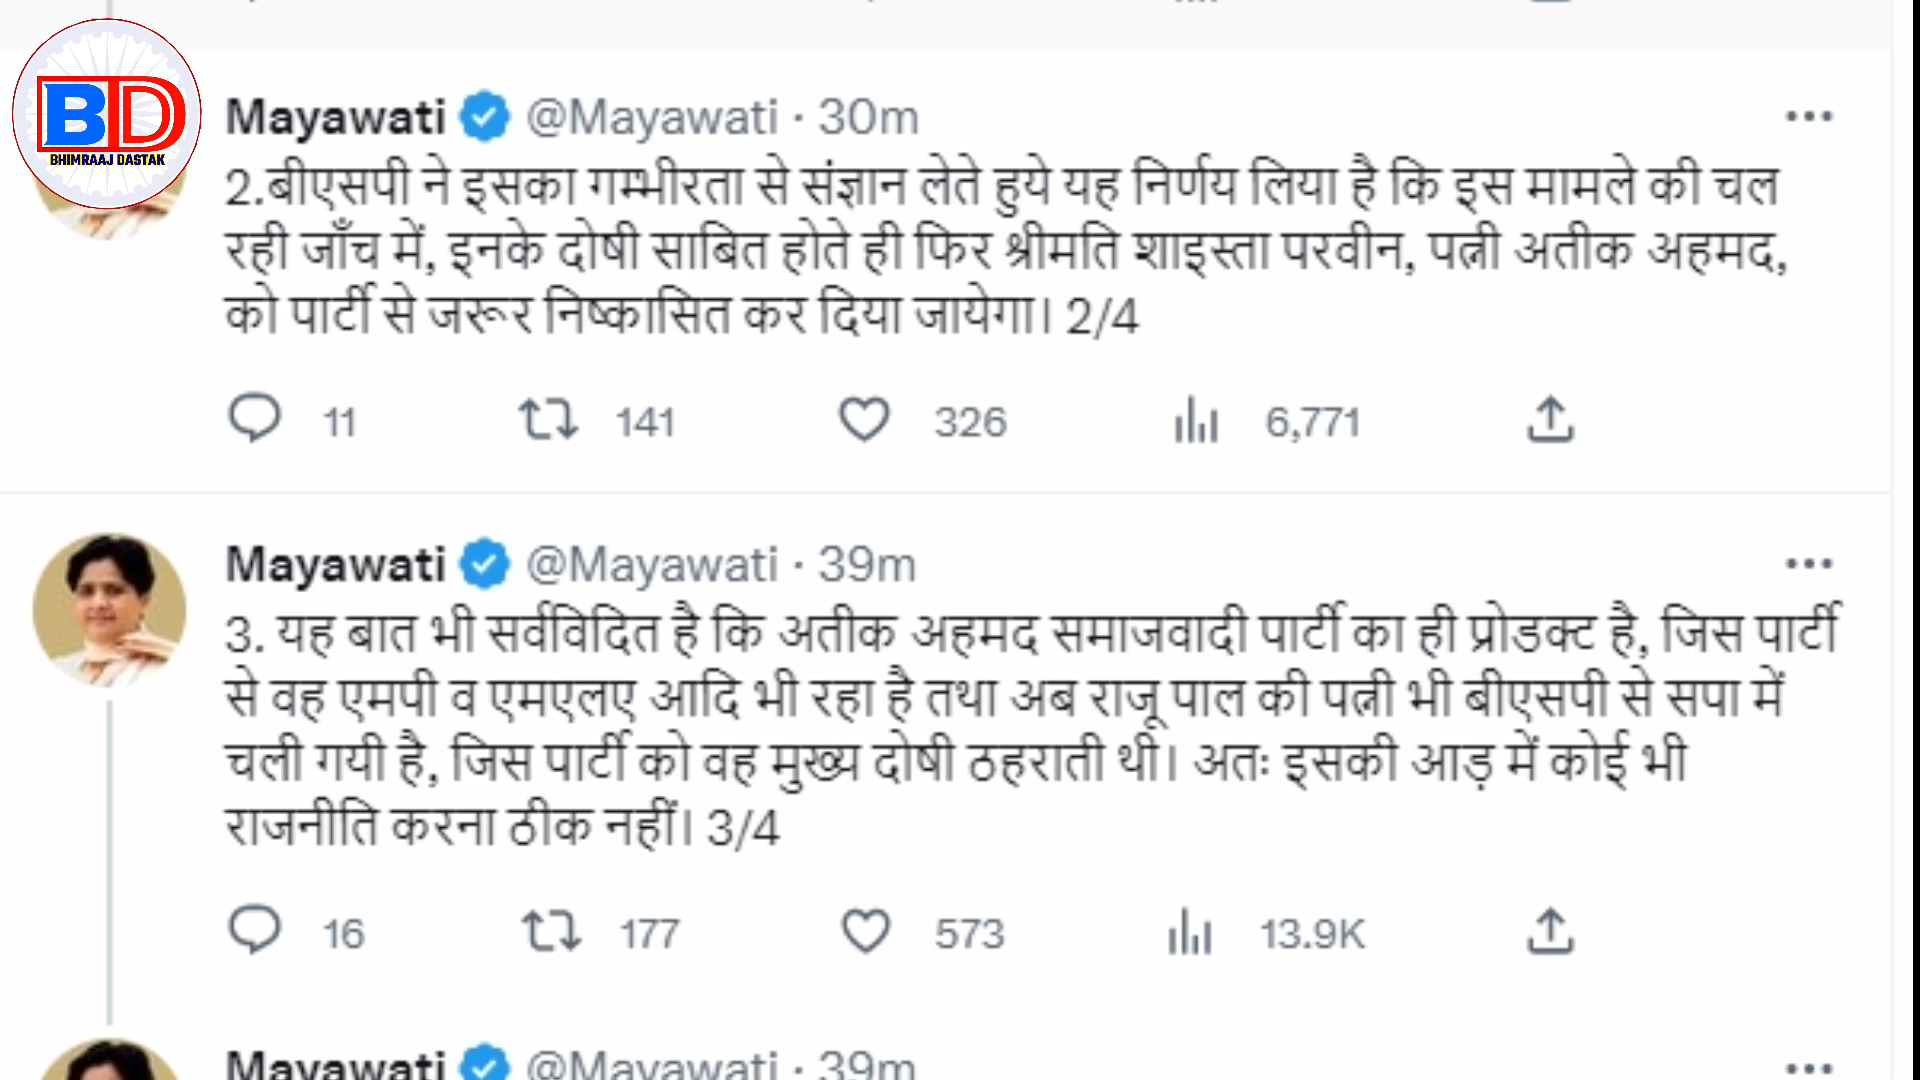 BD
BHIMRAAJ DASTAK
Mayawati @Mayawati · 30m
2.बीएसपी ने इसका गम्भीरता से संज्ञान लेते हुये यह निर्णय लिया है कि इस मामले की चल
रही जाँच में, इनके दोषी साबित होते ही फिर श्रीमति शाइस्ता परवीन, पत्नी अतीक अहमद,
को पार्टी से जरूर निष्कासित कर दिया जायेगा। 2/4
11 141 326 6,771
Mayawati @Mayawati · 39m
3. यह बात भी सर्वविदित है कि अतीक अहमद समाजवादी पार्टी का ही प्रोडक्ट है, जिस पार्टी
से वह एमपी व एमएलए आदि भी रहा है तथा अब राजू पाल की पत्नी भी बीएसपी से सपा में
चली गयी है, जिस पार्टी को वह मुख्य दोषी ठहराती थी। अतः इसकी आड़ में कोई भी
राजनीति करना ठीक नहीं। 3/4
16 177 573 13.9K
Mayawati @Mayawati · 39m